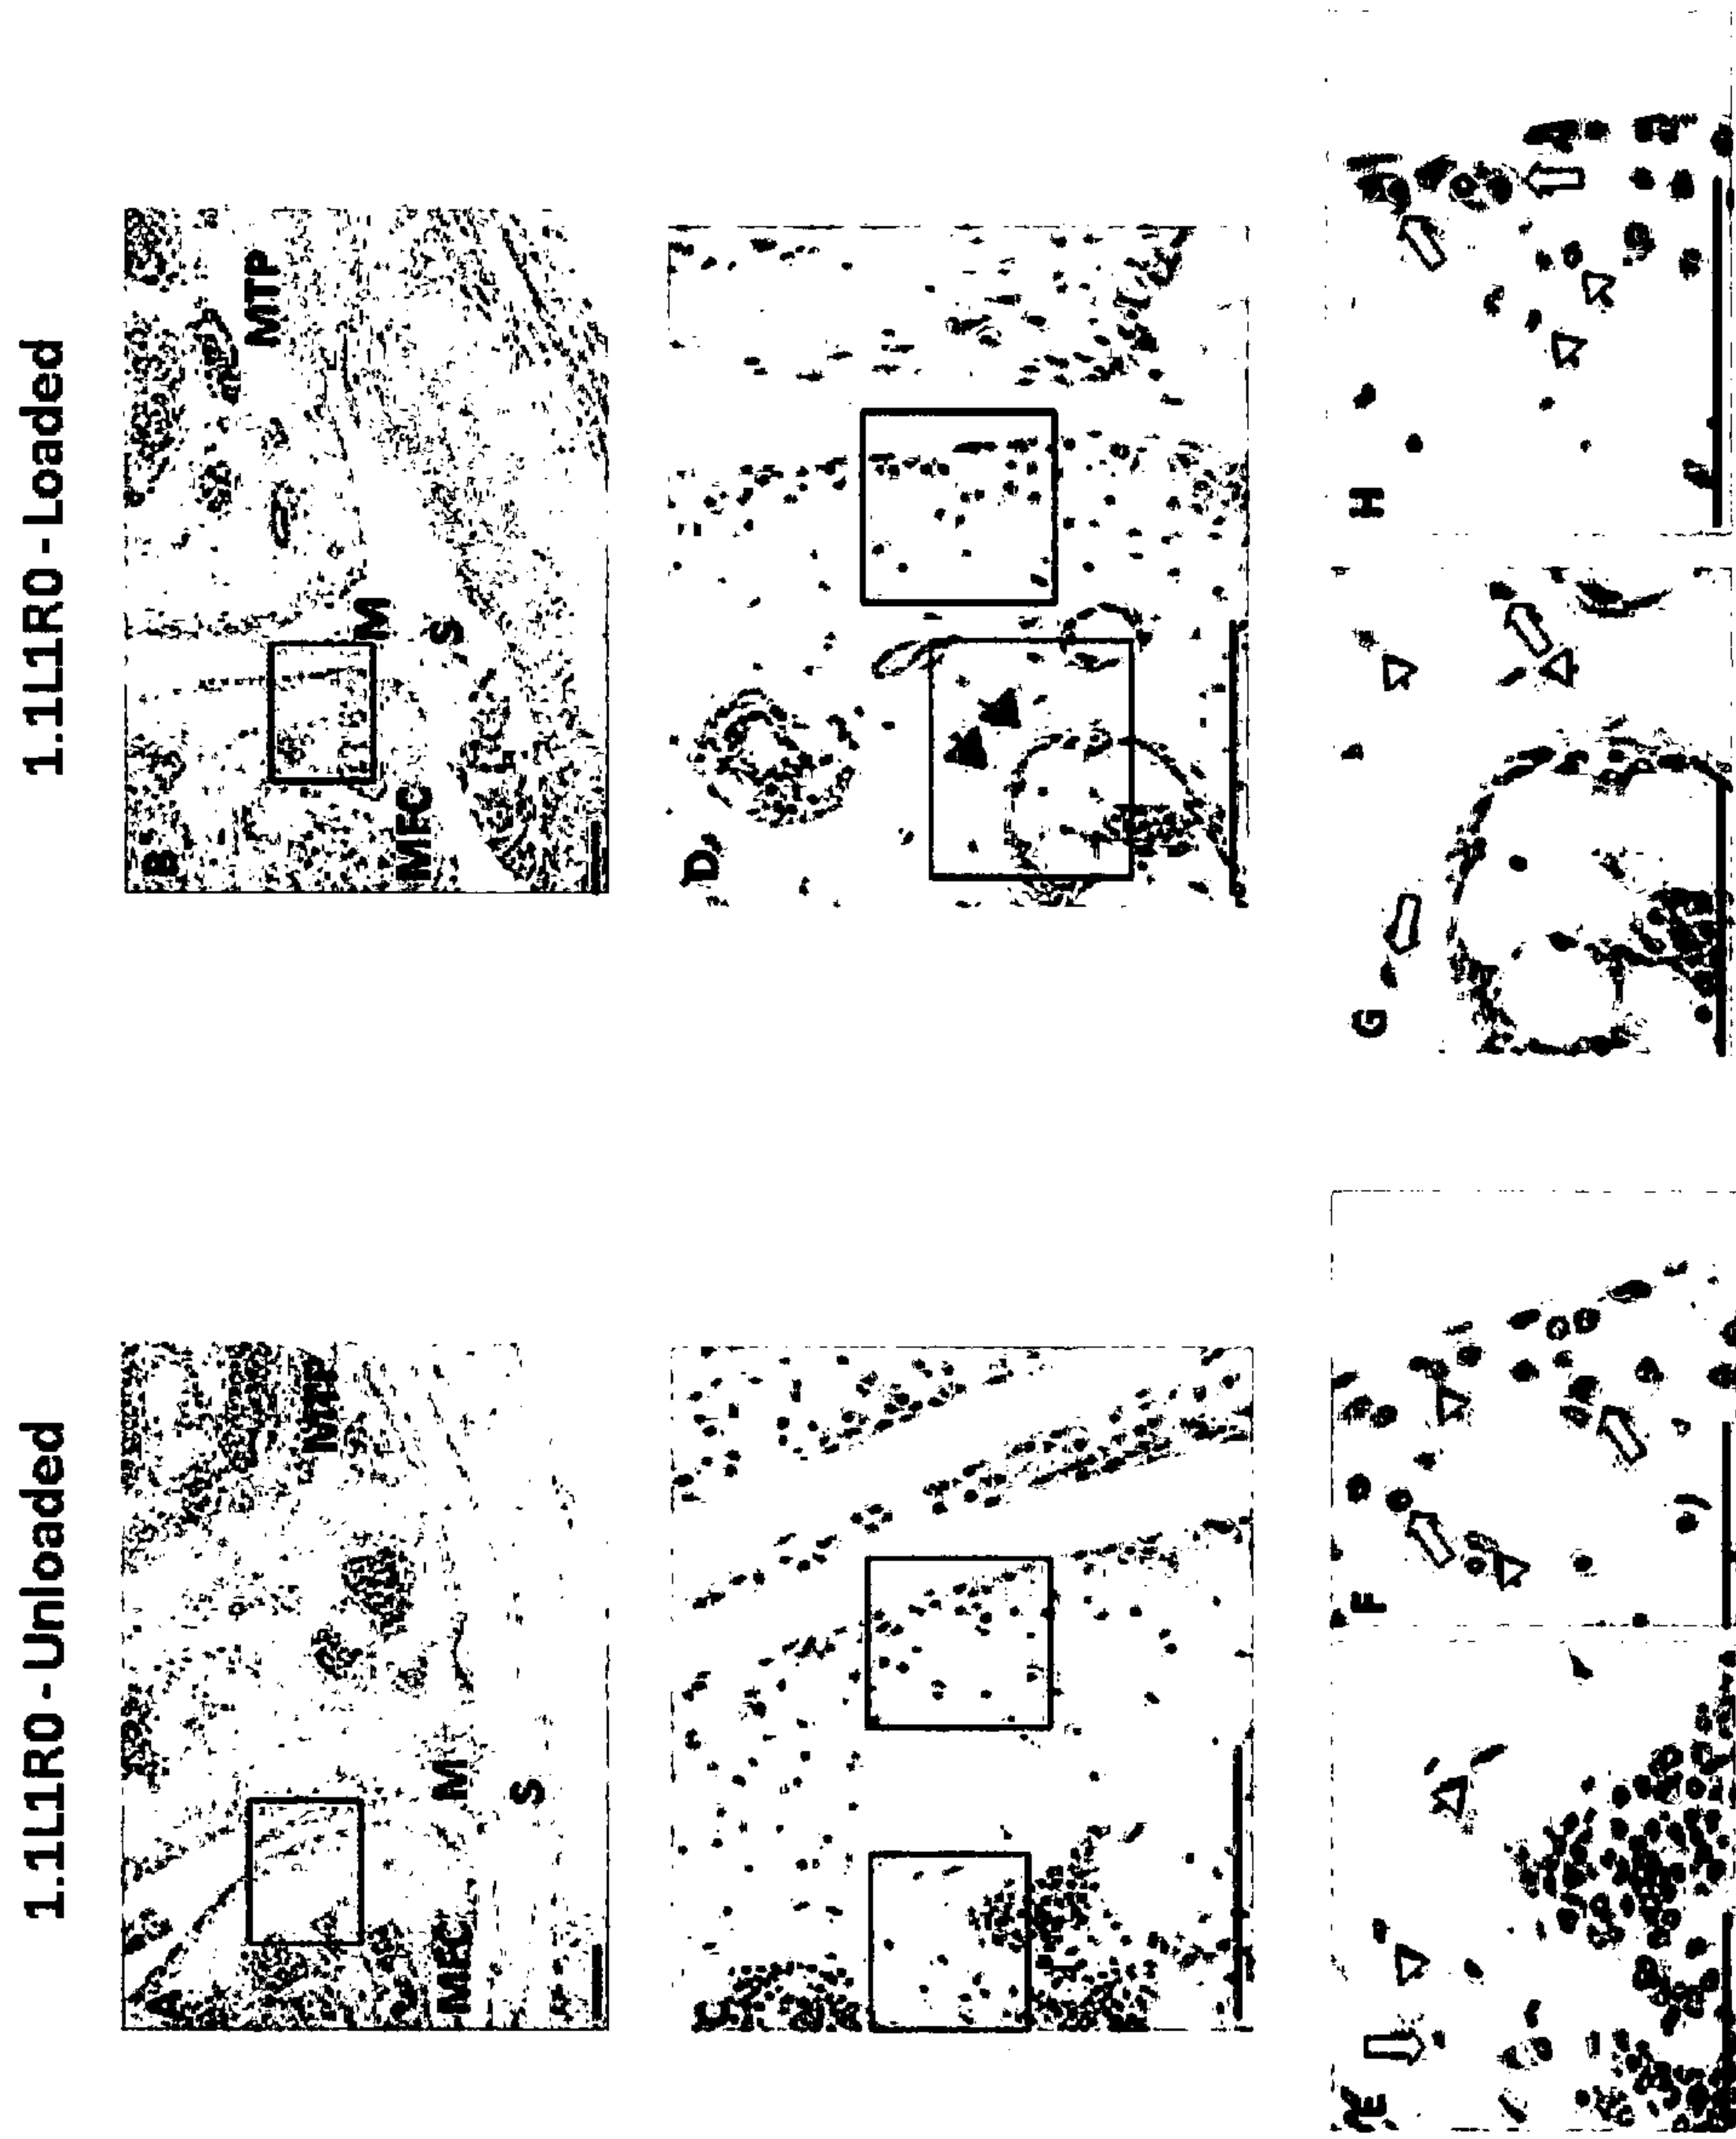 1.1L1R0 - Unloaded
1.1L1R0 - Loaded
A
MFC
M
S
MTP
B
MFC
M
S
MTP
C
D
E
F
G
H